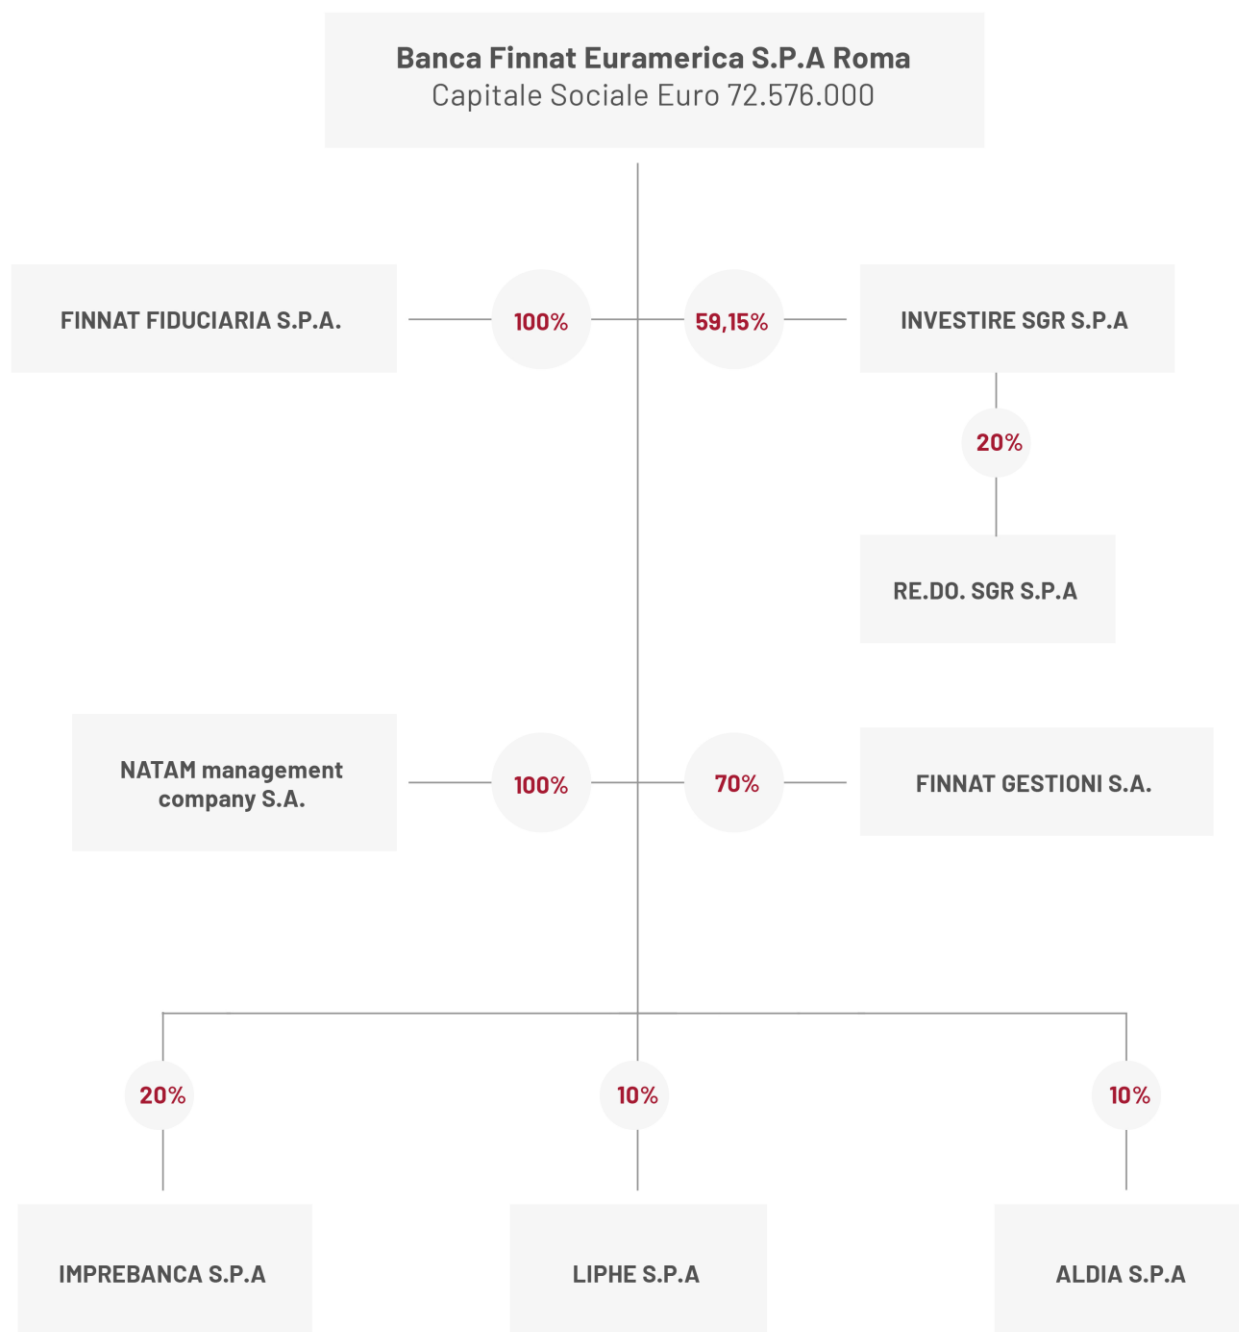 Banca Finnat Euramerica S.P.A Roma
Capitale Sociale Euro 72.576.000
FINNAT FIDUCIARIA S.P.A.
100%
59,15%
INVESTIRE SGR S.P.A
20%
RE.DO. SGR S.P.A
NATAM management
company S.A.
100%
70%
FINNAT GESTIONI S.A.
20%
10%
10%
IMPREBANCA S.P.A
LIPHE S.P.A
ALDIA S.P.A